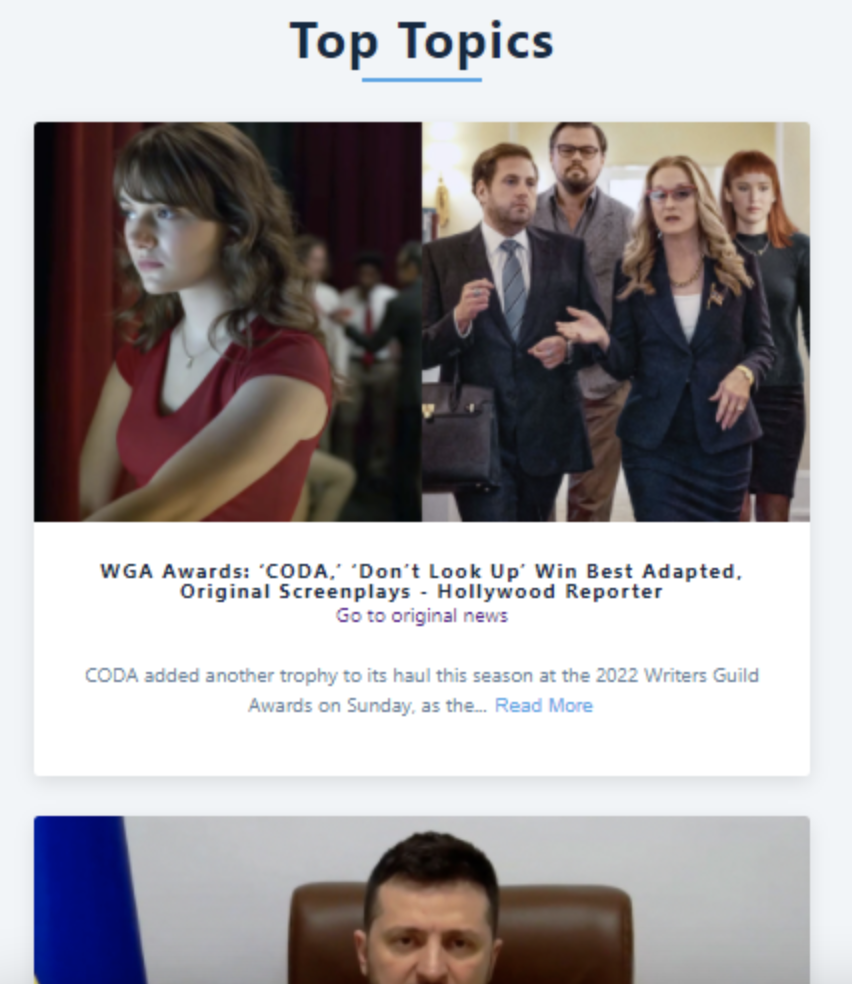 Top Topics
WGA Awards: ‘CODA,’ ‘Don’t Look Up’ Win Best Adapted,
Original Screenplays - Hollywood Reporter
Go to original news
CODA added another trophy to its haul this season at the 2022 Writers Guild
Awards on Sunday, as the... Read More